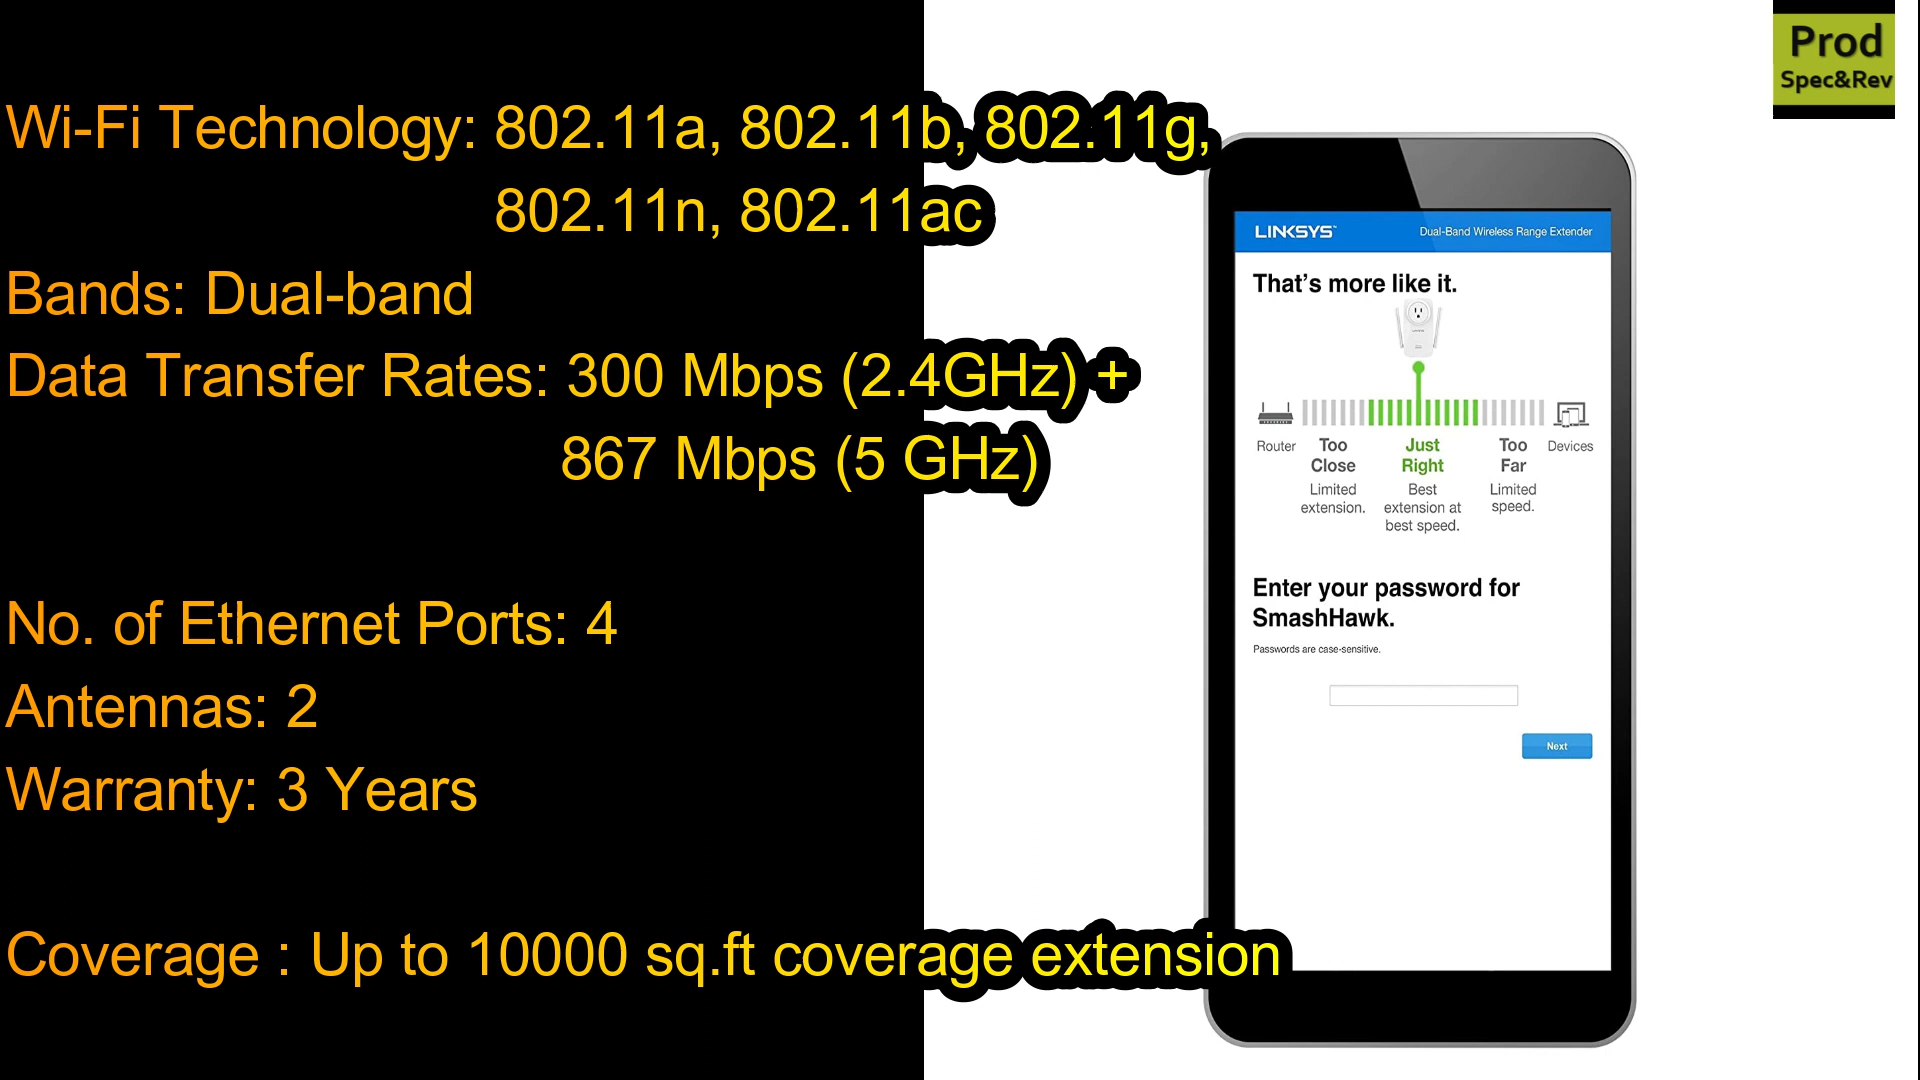 Wi-Fi Technology: 802.11a, 802.11b, 802.11g,
802.11n, 802.11ac
Bands: Dual-band
Data Transfer Rates: 300 Mbps (2.4GHz) +
867 Mbps (5 GHz)
No. of Ethernet Ports: 4
Antennas: 2
Warranty: 3 Years
Coverage : Up to 10000 sq.ft coverage extension
Prod
Spec&Rev
LINKSYS™ Dual-Band Wireless Range Extender
That's more like it.
Router Too Close Just Right Too Far Devices
Limited extension. Best extension at best speed. Limited speed.
Enter your password for
SmashHawk.
Passwords are case-sensitive.
Next